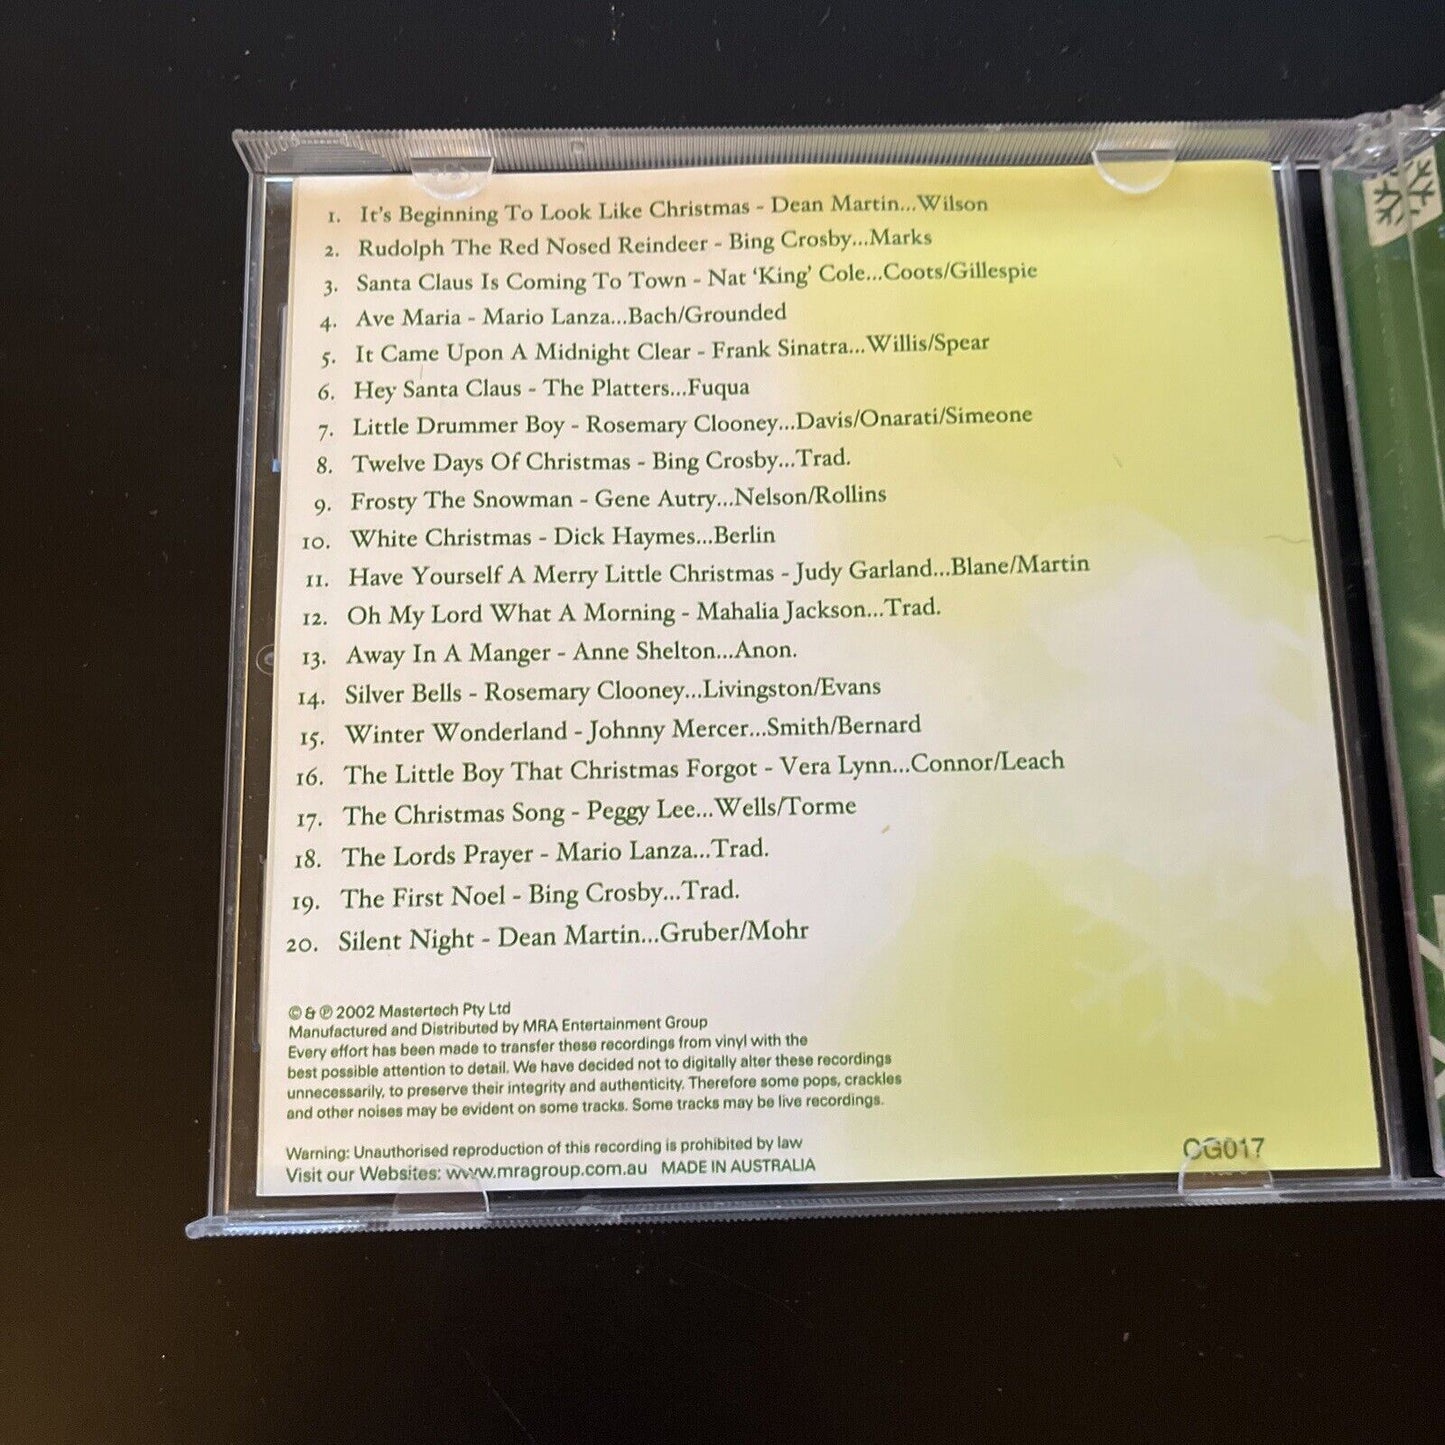 1. It's Beginning To Look Like Christmas - Dean Martin...Wilson
2. Rudolph The Red Nosed Reindeer - Bing Crosby...Marks
3. Santa Claus Is Coming To Town - Nat ‘King’ Cole...Coots/Gillespie
4. Ave Maria - Mario Lanza...Bach/Grounded
5. It Came Upon A Midnight Clear - Frank Sinatra...Willis/Spear
6. Hey Santa Claus - The Platters...Fuqua
7. Little Drummer Boy - Rosemary Clooney...Davis/Onarati/Simeone
8. Twelve Days Of Christmas - Bing Crosby...Trad.
9. Frosty The Snowman - Gene Autry...Nelson/Rollins
10. White Christmas - Dick Haymes...Berlin
11. Have Yourself A Merry Little Christmas - Judy Garland...Blane/Martin
12. Oh My Lord What A Morning - Mahalia Jackson...Trad.
13. Away In A Manger - Anne Shelton...Anon.
14. Silver Bells - Rosemary Clooney...Livingston/Evans
15. Winter Wonderland - Johnny Mercer...Smith/Bernard
16. The Little Boy That Christmas Forgot - Vera Lynn...Connor/Leach
17. The Christmas Song - Peggy Lee...Wells/Torme
18. The Lords Prayer - Mario Lanza...Trad.
19. The First Noel - Bing Crosby...Trad.
20. Silent Night - Dean Martin...Gruber/Mohr
© & ℗ 2002 Mastertech Pty Ltd
Manufactured and Distributed by MRA Entertainment Group
Every effort has been made to transfer these recordings from vinyl with the
best possible attention to detail. We have decided not to digitally alter these recordings
unnecessarily, to preserve their integrity and authenticity. Therefore some pops, crackles
and other noises may be evident on some tracks. Some tracks may be live recordings.
Warning: Unauthorised reproduction of this recording is prohibited by law
Visit our Websites: www.mragroup.com.au MADE IN AUSTRALIA
CG017